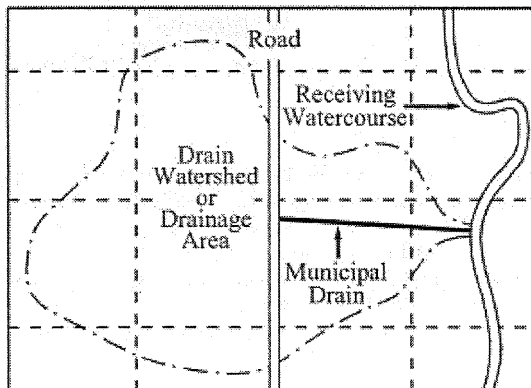 Road
Receiving
Watercourse
Drain
Watershed
or
Drainage
Area
Municipal
Drain